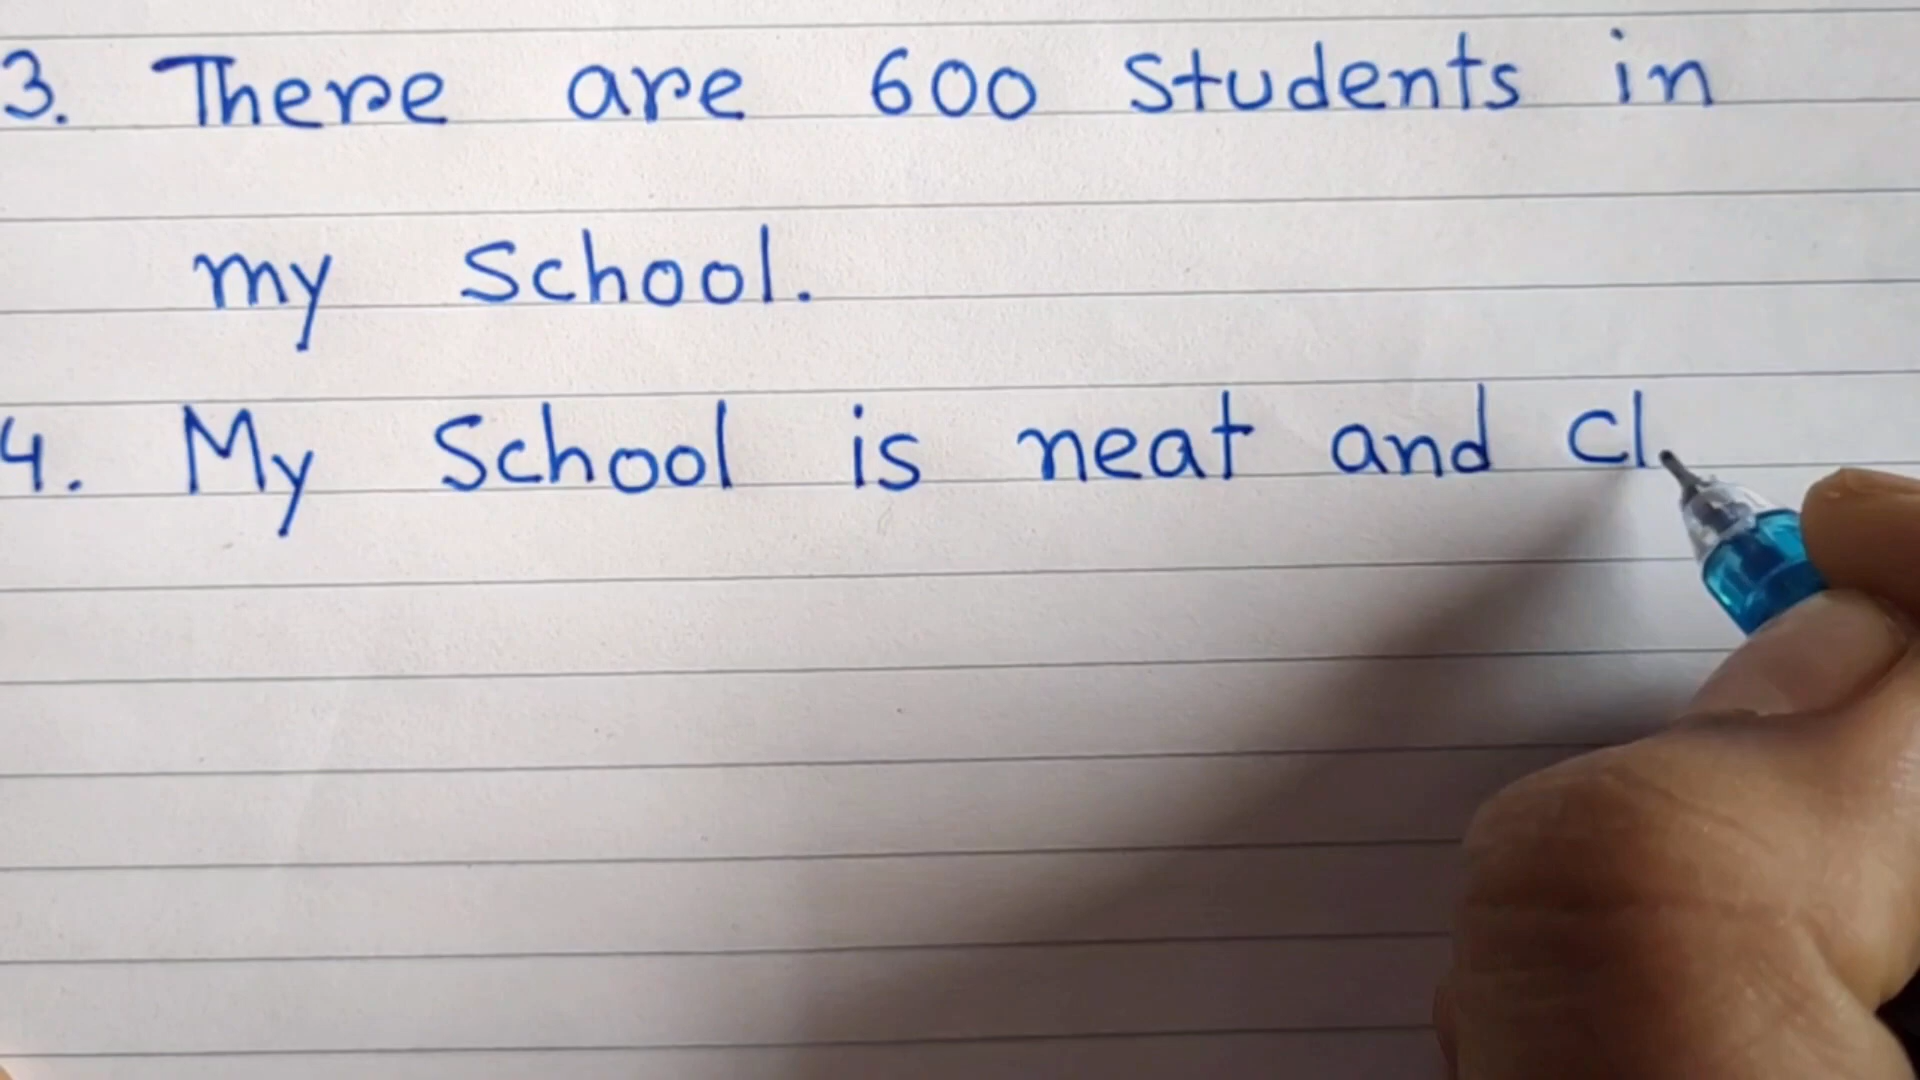 3. There are 600 Students in
my School.
4. My School is neat and Cl